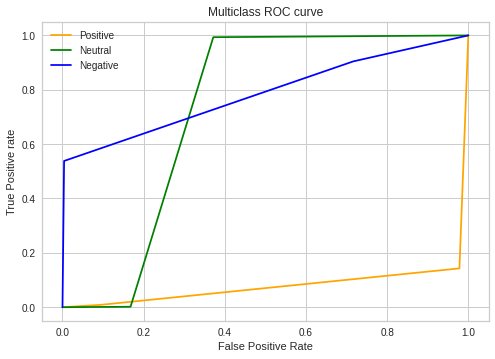 Multiclass ROC curve
Positive
Neutral
Negative
True Positive rate
1.0
0.8
0.6
0.4
0.2
0.0
0.0 0.2 0.4 0.6 0.8 1.0
False Positive Rate